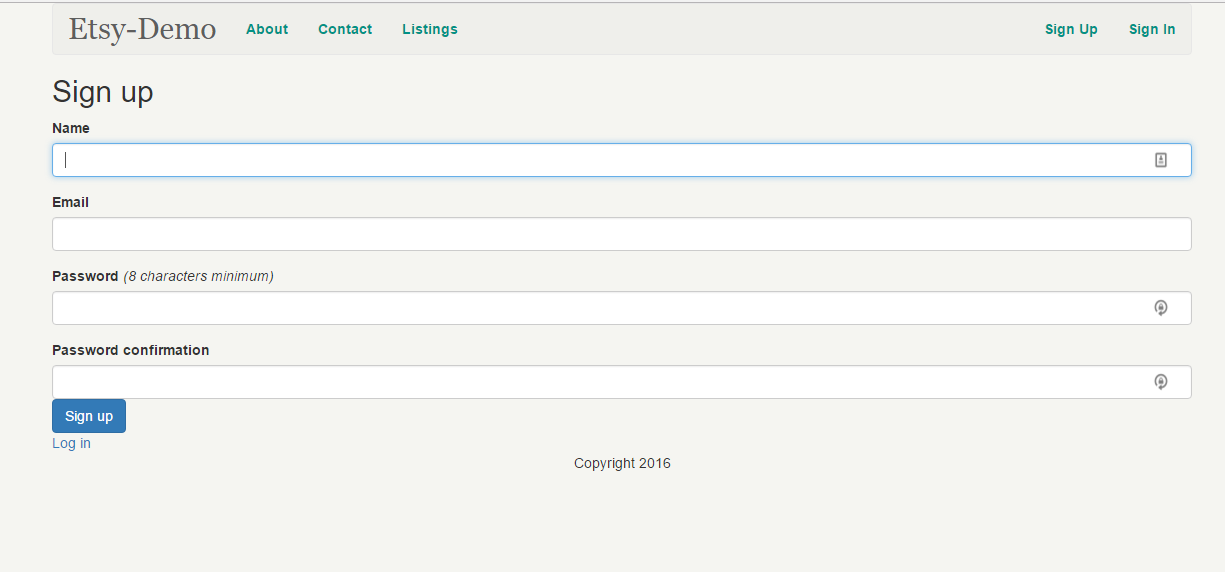 Etsy-Demo About Contact Listings Sign Up Sign In
Sign up
Name
Email
Password (8 characters minimum)
Password confirmation
Sign up
Log in
Copyright 2016